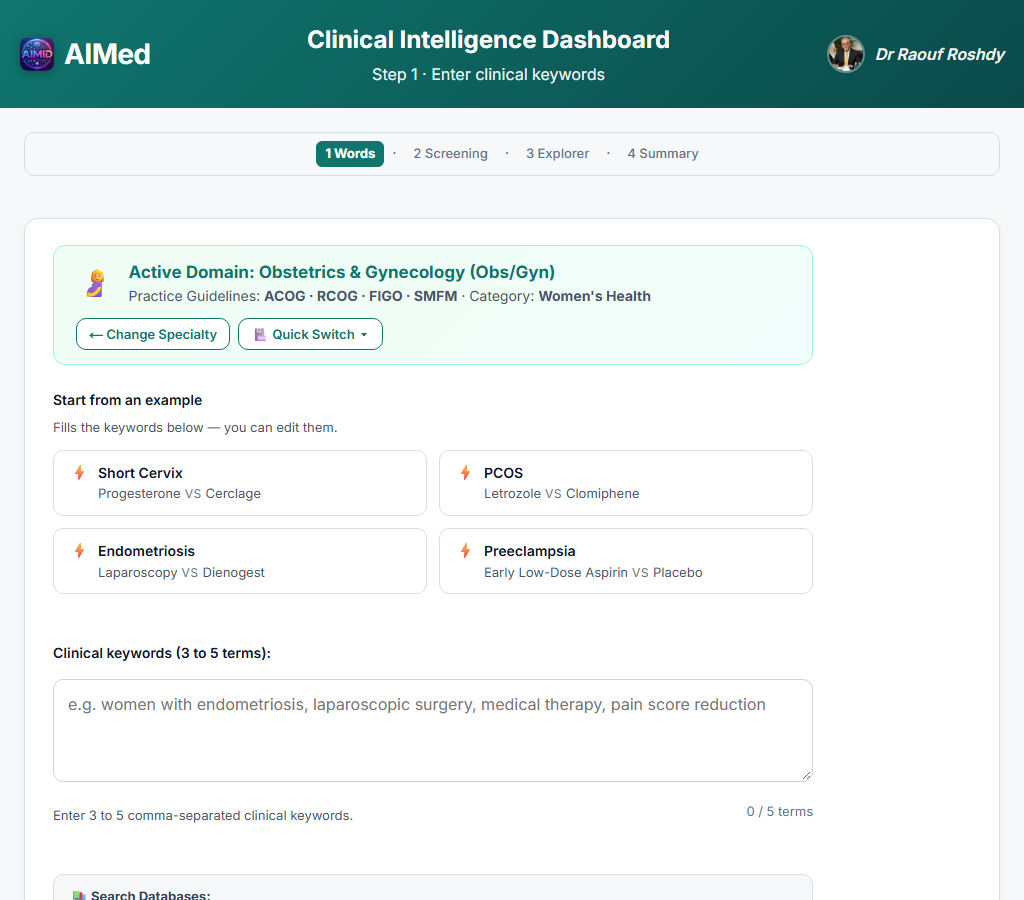 AIMID
AIMed
Clinical Intelligence Dashboard
Step 1 · Enter clinical keywords
Dr Raouf Roshdy
1 Words · 2 Screening · 3 Explorer · 4 Summary
Active Domain: Obstetrics & Gynecology (Obs/Gyn)
Practice Guidelines: ACOG · RCOG · FIGO · SMFM · Category: Women's Health
← Change Specialty
Quick Switch
Start from an example
Fills the keywords below — you can edit them.
Short Cervix
Progesterone VS Cerclage
PCOS
Letrozole VS Clomiphene
Endometriosis
Laparoscopy VS Dienogest
Preeclampsia
Early Low-Dose Aspirin VS Placebo
Clinical keywords (3 to 5 terms):
e.g. women with endometriosis, laparoscopic surgery, medical therapy, pain score reduction
Enter 3 to 5 comma-separated clinical keywords.
0 / 5 terms
Search Databases: